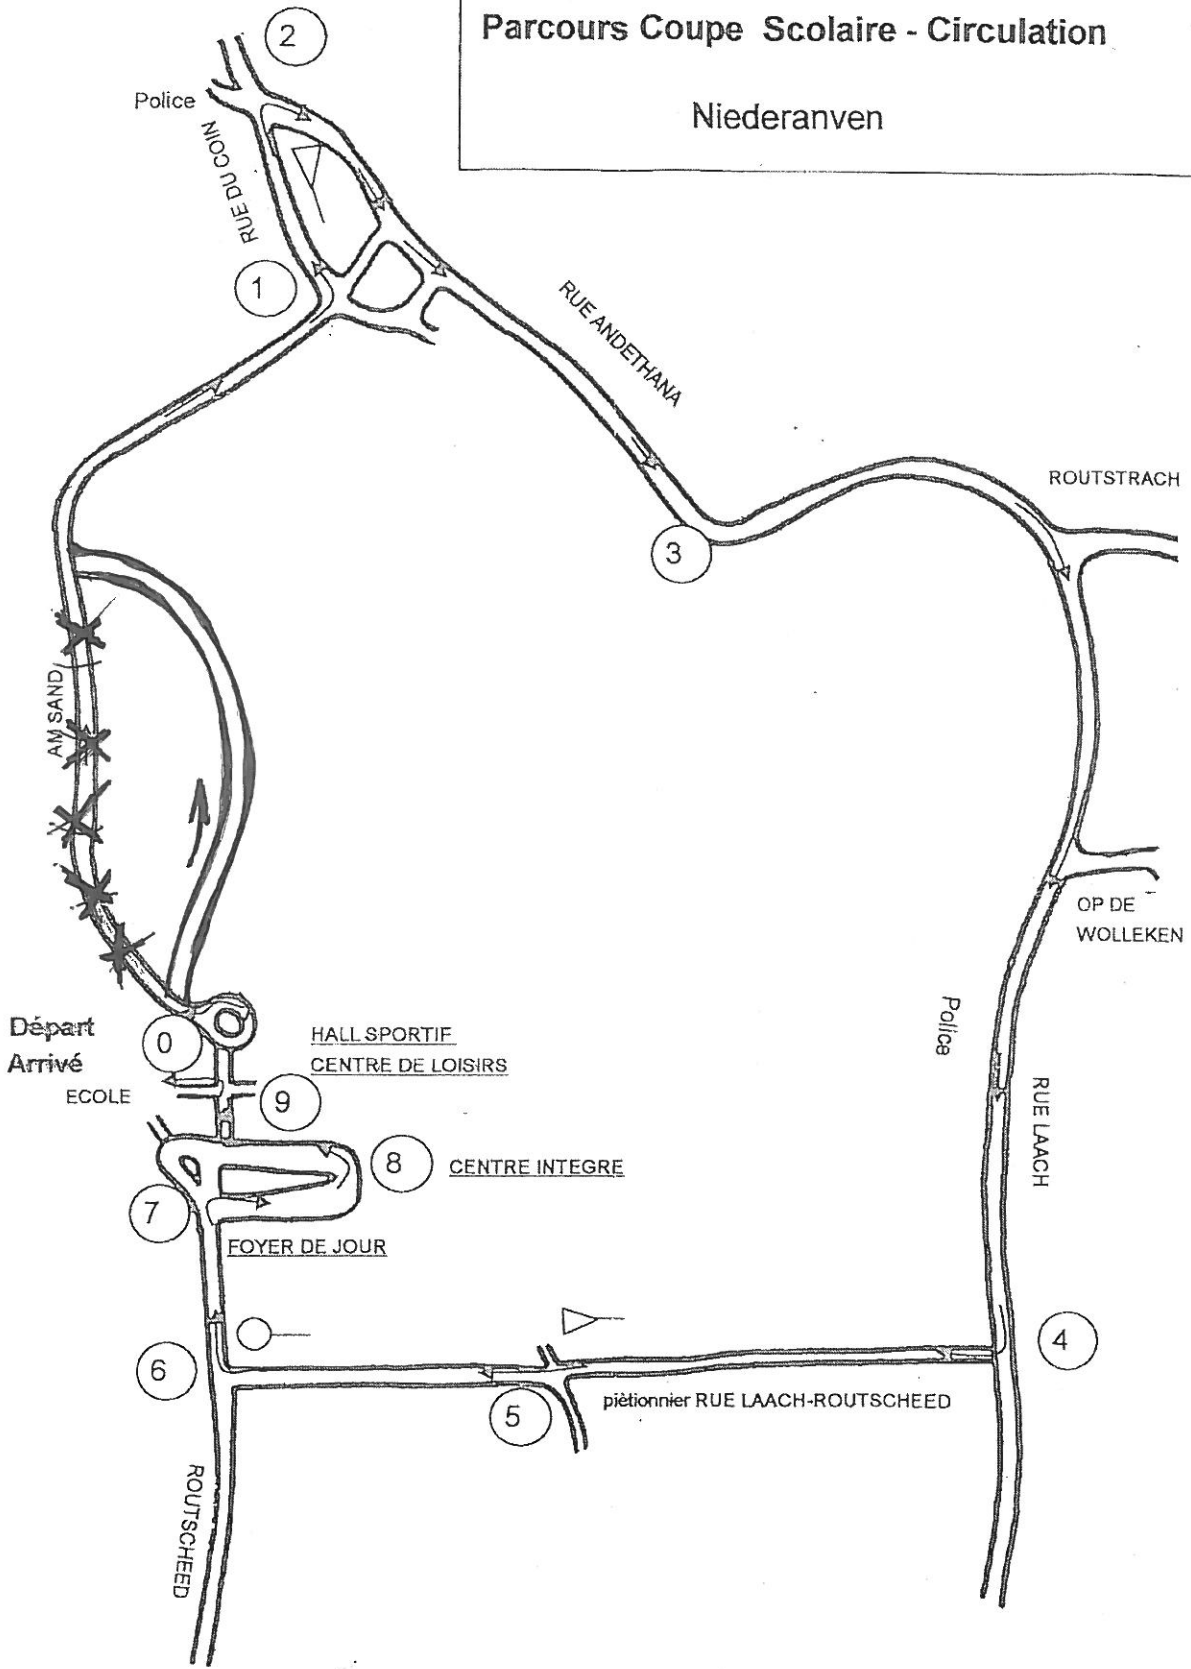 Parcours Coupe Scolaire - Circulation
Niederanven
2
Police
RUE DU COIN
1
RUE ANDETHANA
ROUTSTRACH
3
AM SAND
OP DE
WOLLEKEN
Départ
Arrivé
0
HALL SPORTIF
CENTRE DE LOISIRS
ECOLE
9
Police
RUE LAACH
8
CENTRE INTEGRE
7
FOYER DE JOUR
6
4
5
piètionnier RUE LAACH-ROUTSCHEED
ROUTSCHEED